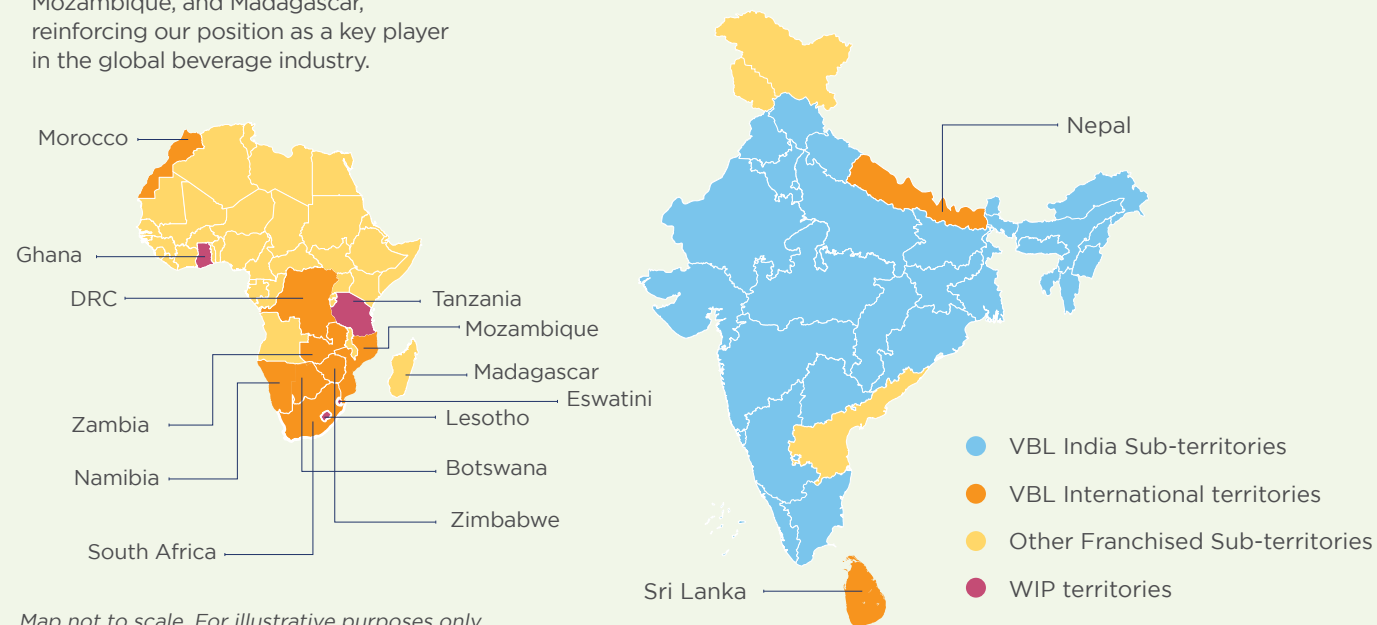 Mozambique, and Madagascar,
reinforcing our position as a key player
in the global beverage industry.
Morocco
Ghana
DRC
Tanzania
Mozambique
Madagascar
Eswatini
Lesotho
Zambia
Botswana
Namibia
Zimbabwe
South Africa
Nepal
Sri Lanka
VBL India Sub-territories
VBL International territories
Other Franchised Sub-territories
WIP territories
Map not to scale. For illustrative purposes only